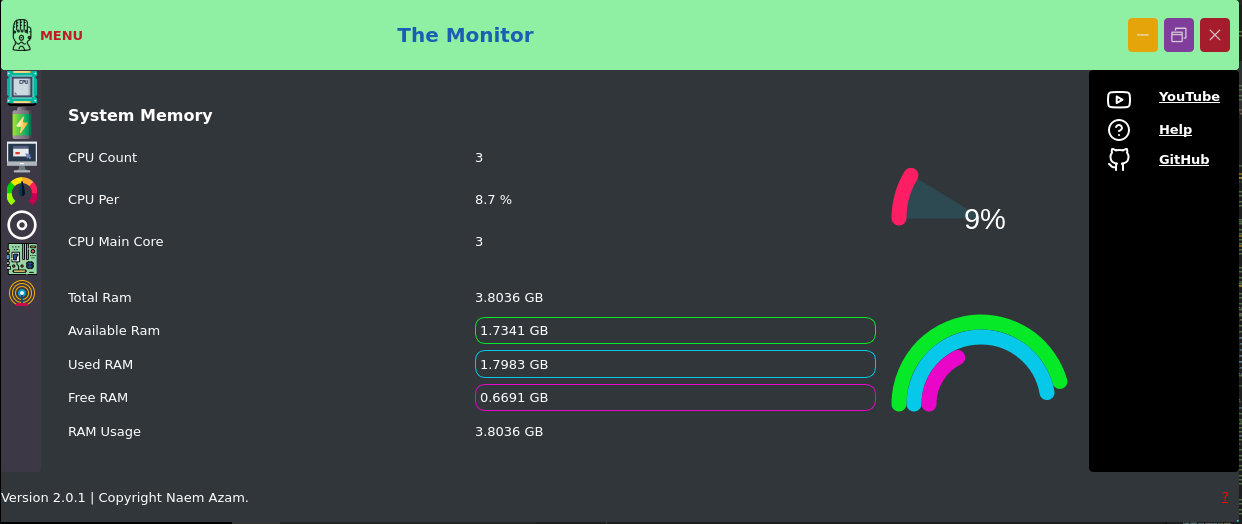 MENU
The Monitor
CPU
System Memory
CPU Count 3
CPU Per 8.7 %
CPU Main Core 3
9%
Total Ram 3.8036 GB
Available Ram 1.7341 GB
Used RAM 1.7983 GB
Free RAM 0.6691 GB
RAM Usage 3.8036 GB
YouTube
Help
GitHub
Version 2.0.1 | Copyright Naem Azam.
?